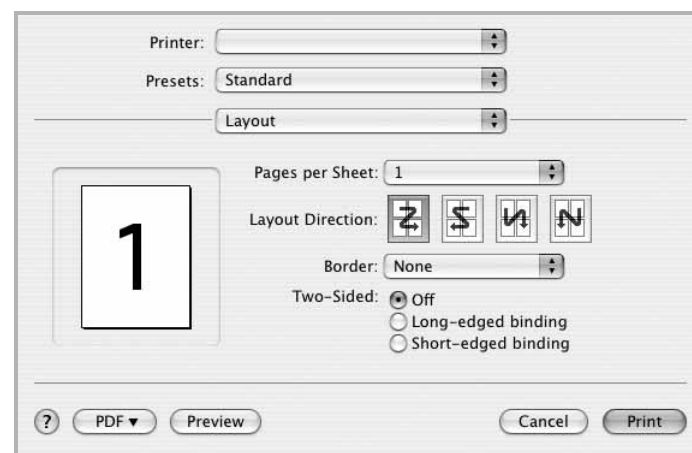 Printer:
Presets: Standard
Layout
Pages per Sheet: 1
Layout Direction:
Border: None
Two-Sided: Off
Long-edged binding
Short-edged binding
1
? PDF▼ Preview Cancel Print